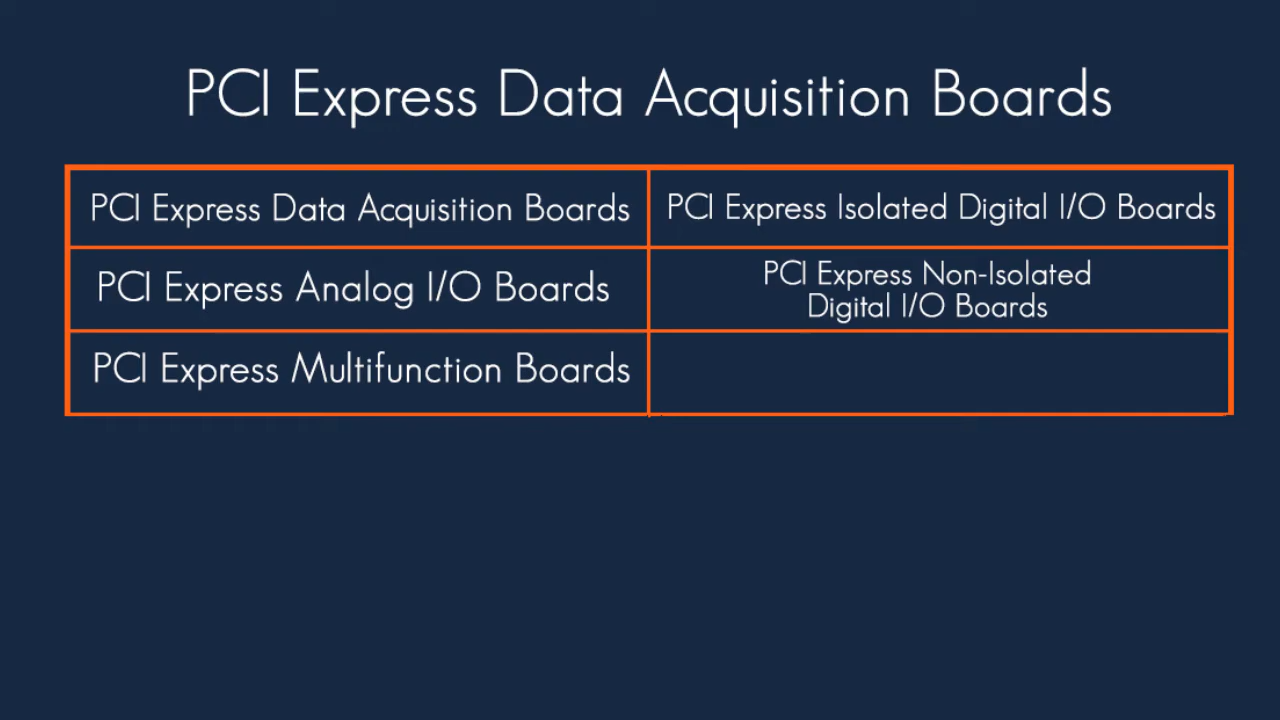 PCI Express Data Acquisition Boards
PCI Express Data Acquisition Boards
PCI Express Isolated Digital I/O Boards
PCI Express Analog I/O Boards
PCI Express Non-Isolated
Digital I/O Boards
PCI Express Multifunction Boards